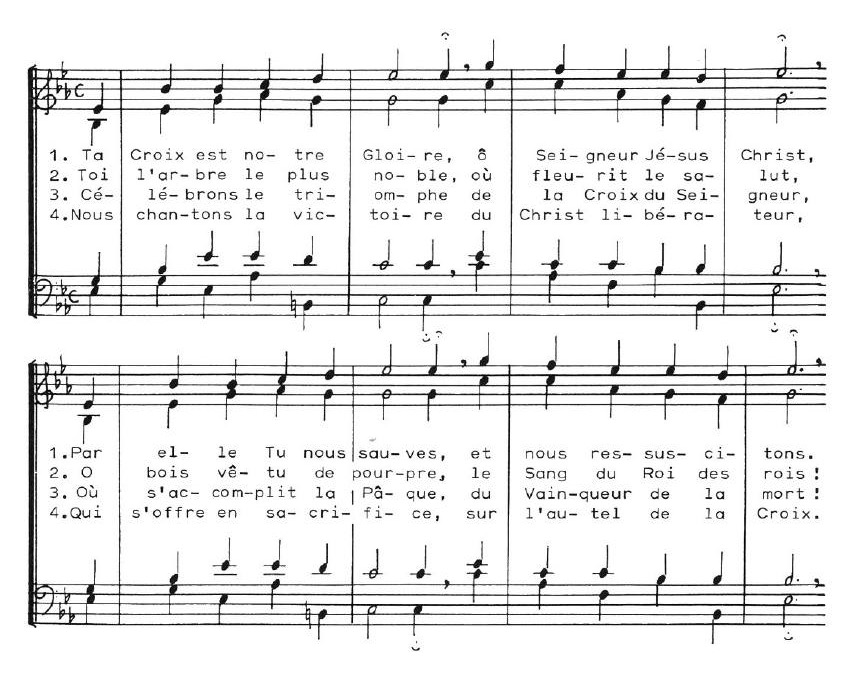 1. Ta Croix est no- tre Gloi- re, ô Sei- gneur Jé-sus Christ,
2. Toi l'ar- bre le plus no- ble, où fleu- rit le sa- lut,
3. Cé- lé- brons le tri- om- phe de la Croix du Sei- gneur,
4.Nous chan-tons la vic- toi- re du Christ li- bé-ra- teur,
1.Par el- le Tu nous sau- ves, et nous res- sus- ci- tons.
2. O bois vê- tu de pour-pre, le Sang du Roi des rois !
3. Où s'ac- com-plit la Pâ- que, du Vain-queur de la mort !
4.Qui s'offre en sa- cri- fi- ce, sur l'au- tel de la Croix.